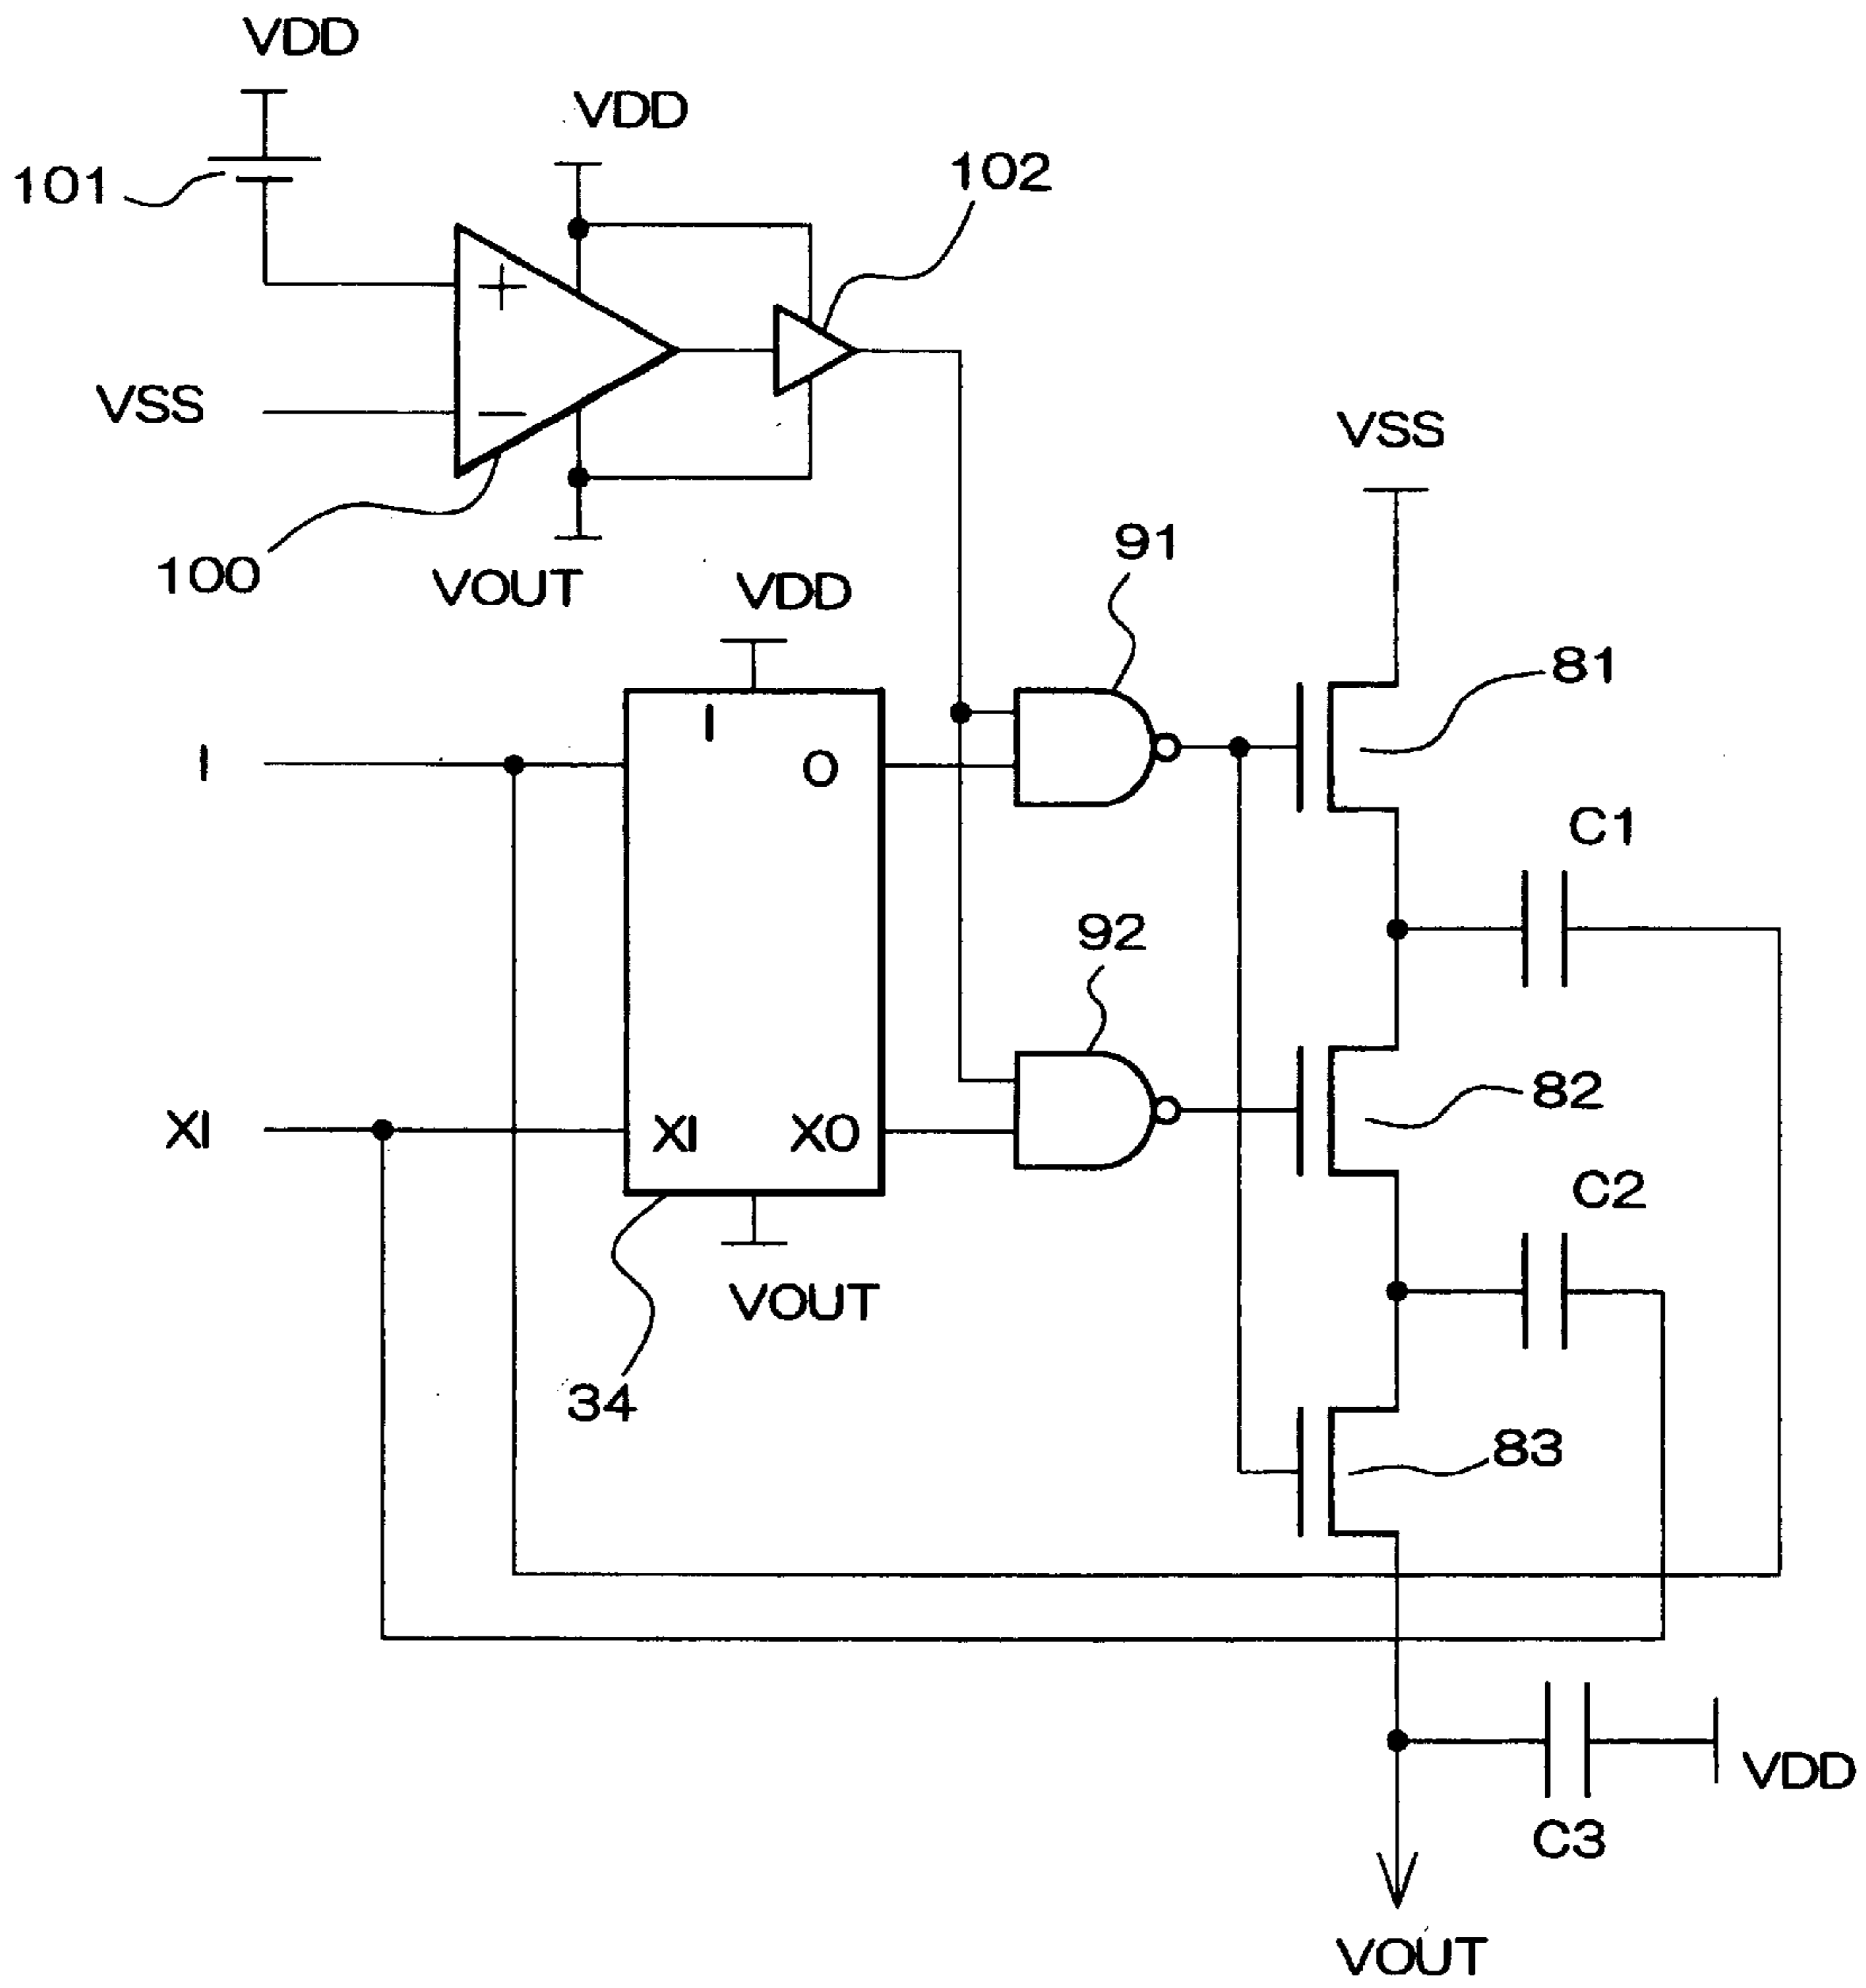 VDD
VDD
102
101
+
VSS
−
VSS
100
VOUT
VDD
91
81
I
I
O
C1
92
XI
XI
XO
82
C2
VOUT
34
83
VDD
C3
VOUT